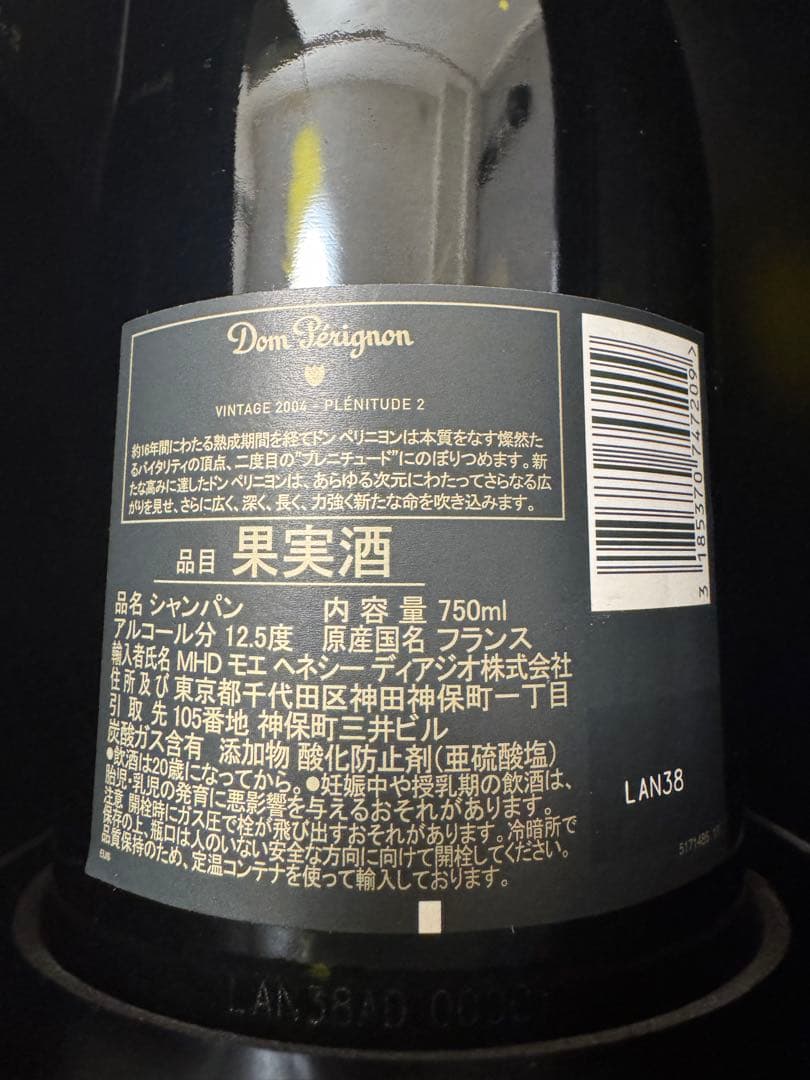 Dom Pérignon
VINTAGE 2004 - PLÉNITUDE 2
約16年間にわたる熟成期間を経てドン ペリニヨンは本質をなす燦然た
るバイタリティの頂点、二度目の"プレニチュード"にのぼりつめます。新
たな高みに達したドン ペリニヨンは、あらゆる次元にわたってさらなる広
がりを見せ、さらに広く、深く、長く、力強く新たな命を吹き込みます。
品目 果実酒
品名 シャンパン 内容量 750ml
アルコール分 12.5度 原産国名 フランス
輸入者氏名 MHD モエ ヘネシー ディアジオ株式会社
住所及び 東京都千代田区神田神保町一丁目
引取先 105番地 神保町三井ビル
炭酸ガス含有 添加物 酸化防止剤(亜硫酸塩)
●飲酒は20歳になってから。●妊娠中や授乳期の飲酒は、
胎児・乳児の発育に悪影響を与えるおそれがあります。
注意 開栓時にガス圧で栓が飛び出すおそれがあります。冷暗所で
保存の上、瓶口は人のいない安全な方向に向けて開栓してください。
品質保持のため、定温コンテナを使って輸入しております。
3 185370 747209 >
LAN38
LAN38AD